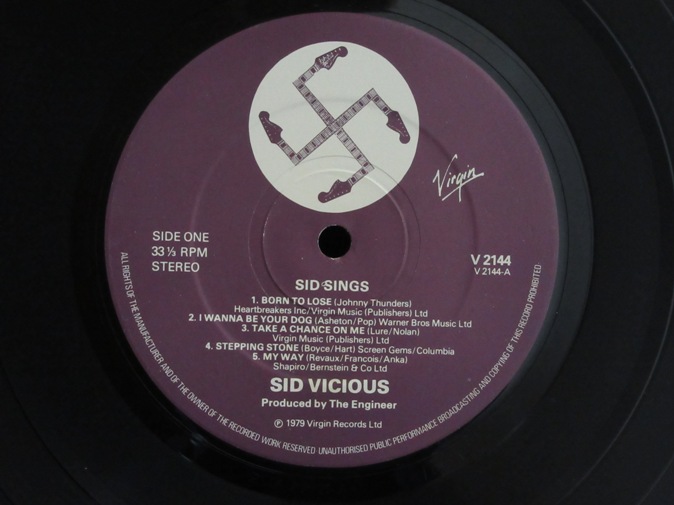 Virgin
SIDE ONE
33⅓ RPM
STEREO
V 2144
V 2144-A
SID SINGS
1. BORN TO LOSE (Johnny Thunders)
Heartbreakers Inc/Virgin Music (Publishers) Ltd
2. I WANNA BE YOUR DOG (Asheton/Pop) Warner Bros Music Ltd
3. TAKE A CHANCE ON ME (Lure/Nolan)
Virgin Music (Publishers) Ltd
4. STEPPING STONE (Boyce/Hart) Screen Gems/Columbia
5. MY WAY (Revaux/Francois/Anka)
Shapiro/Bernstein & Co Ltd
SID VICIOUS
Produced by The Engineer
℗ 1979 Virgin Records Ltd
ALL RIGHTS OF THE MANUFACTURER AND OF THE OWNER OF THE RECORDED WORK RESERVED UNAUTHORISED PUBLIC PERFORMANCE BROADCASTING AND COPYING OF THIS RECORD PROHIBITED